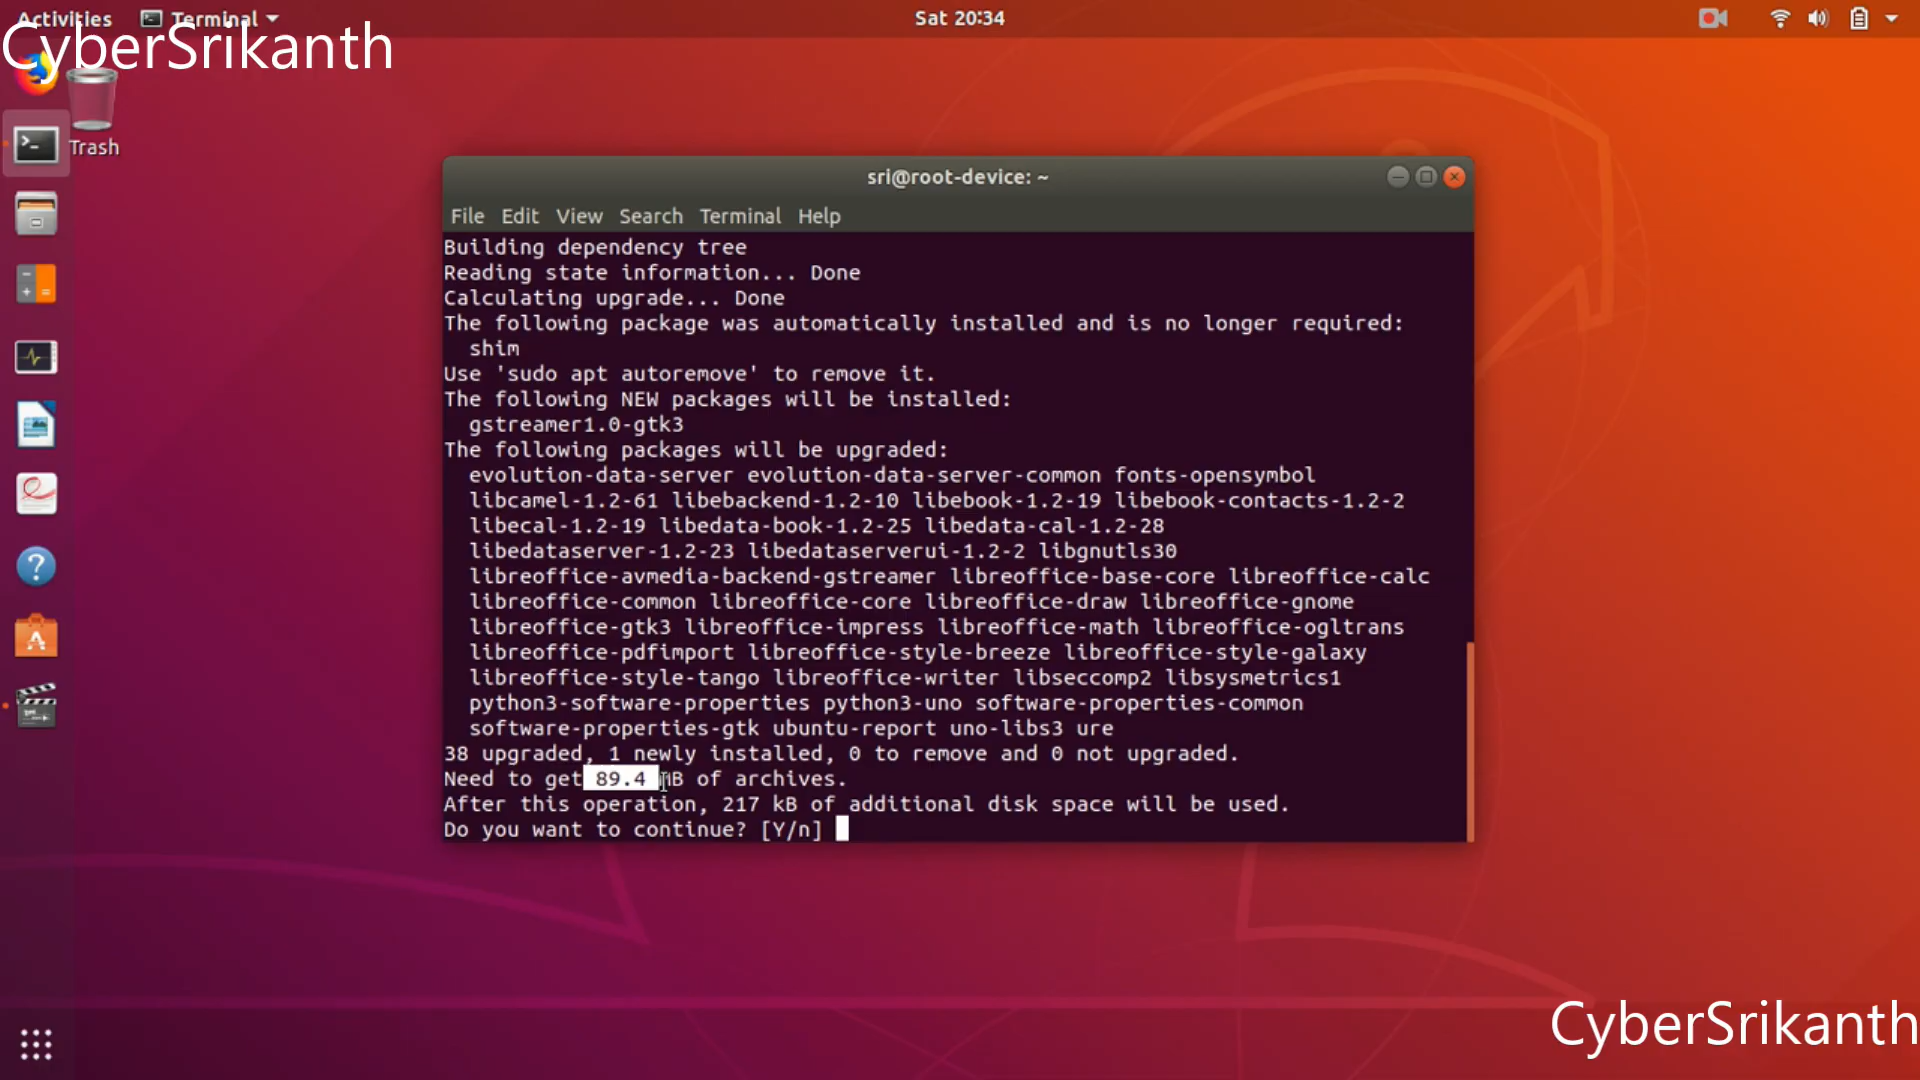 Activities Terminal Sat 20:34
CyberSrikanth
Trash
sri@root-device: ~
File Edit View Search Terminal Help
Building dependency tree
Reading state information... Done
Calculating upgrade... Done
The following package was automatically installed and is no longer required:
shim
Use 'sudo apt autoremove' to remove it.
The following NEW packages will be installed:
gstreamer1.0-gtk3
The following packages will be upgraded:
evolution-data-server evolution-data-server-common fonts-opensymbol
libcamel-1.2-61 libebackend-1.2-10 libebook-1.2-19 libebook-contacts-1.2-2
libecal-1.2-19 libedata-book-1.2-25 libedata-cal-1.2-28
libedataserver-1.2-23 libedataserverui-1.2-2 libgnutls30
libreoffice-avmedia-backend-gstreamer libreoffice-base-core libreoffice-calc
libreoffice-common libreoffice-core libreoffice-draw libreoffice-gnome
libreoffice-gtk3 libreoffice-impress libreoffice-math libreoffice-ogltrans
libreoffice-pdfimport libreoffice-style-breeze libreoffice-style-galaxy
libreoffice-style-tango libreoffice-writer libseccomp2 libsysmetrics1
python3-software-properties python3-uno software-properties-common
software-properties-gtk ubuntu-report uno-libs3 ure
38 upgraded, 1 newly installed, 0 to remove and 0 not upgraded.
Need to get 89.4 MB of archives.
After this operation, 217 kB of additional disk space will be used.
Do you want to continue? [Y/n]
CyberSrikanth